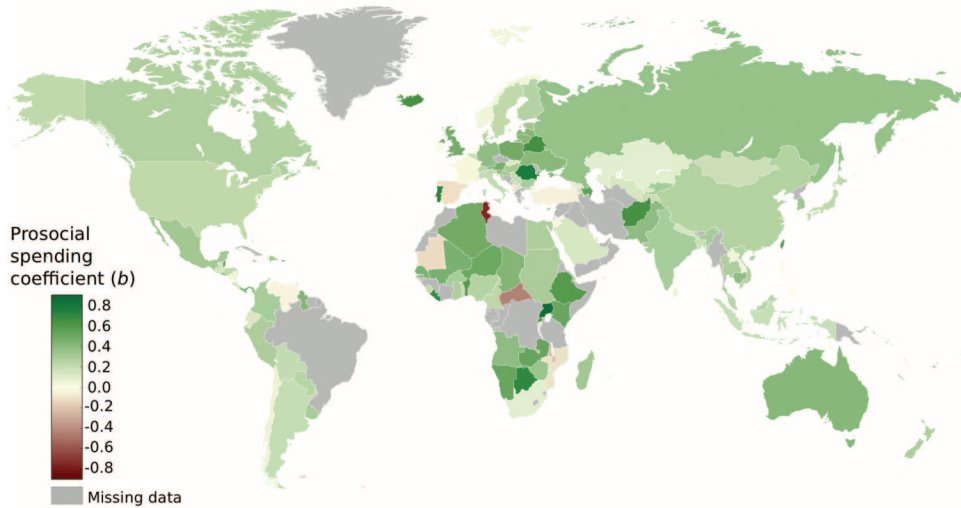 Prosocial
spending
coefficient (b)
0.8
0.6
0.4
0.2
0.0
-0.2
-0.4
-0.6
-0.8
Missing data